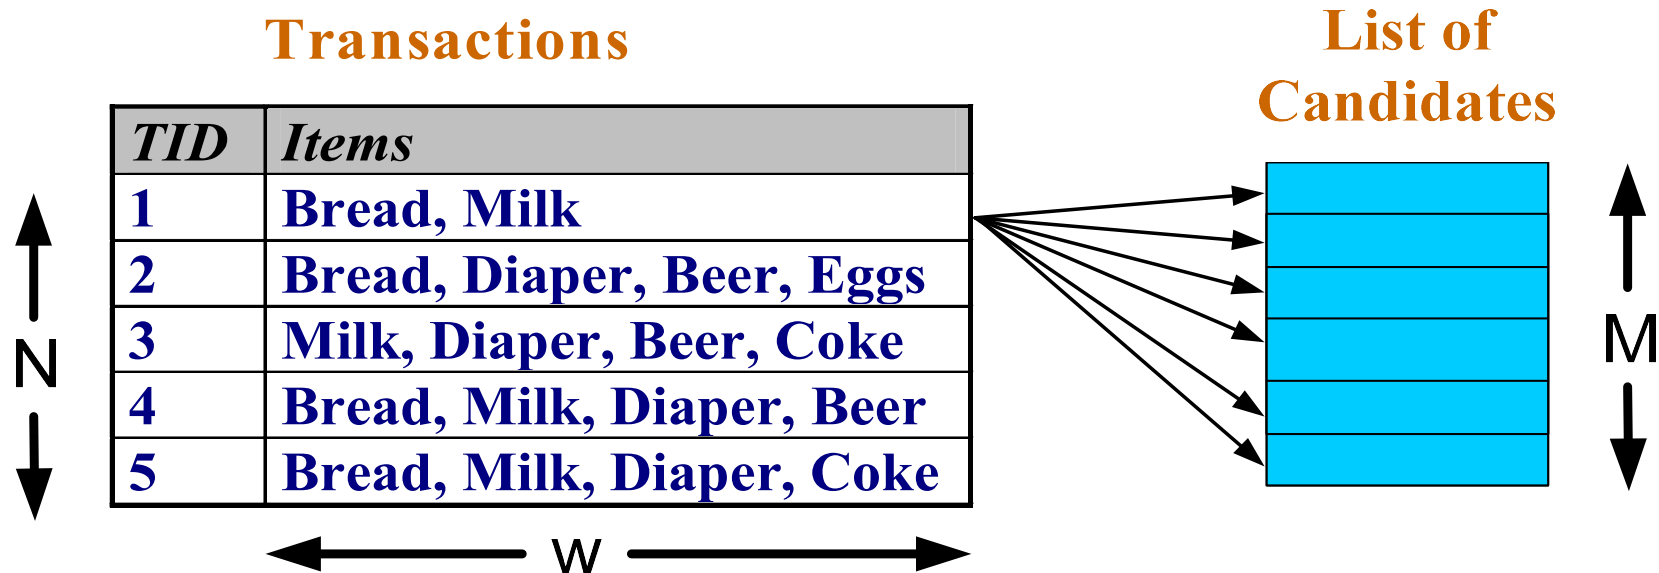 Transactions
List of
Candidates
TID Items
1 Bread, Milk
2 Bread, Diaper, Beer, Eggs
3 Milk, Diaper, Beer, Coke
4 Bread, Milk, Diaper, Beer
5 Bread, Milk, Diaper, Coke
N
M
w